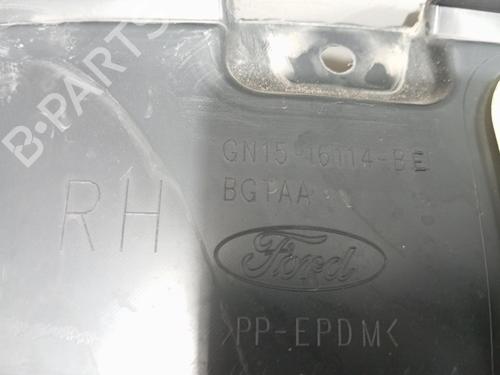 B-PARTS
GN15-16114-BE
BGTAA
RH
Ford
>PP-EPDM<